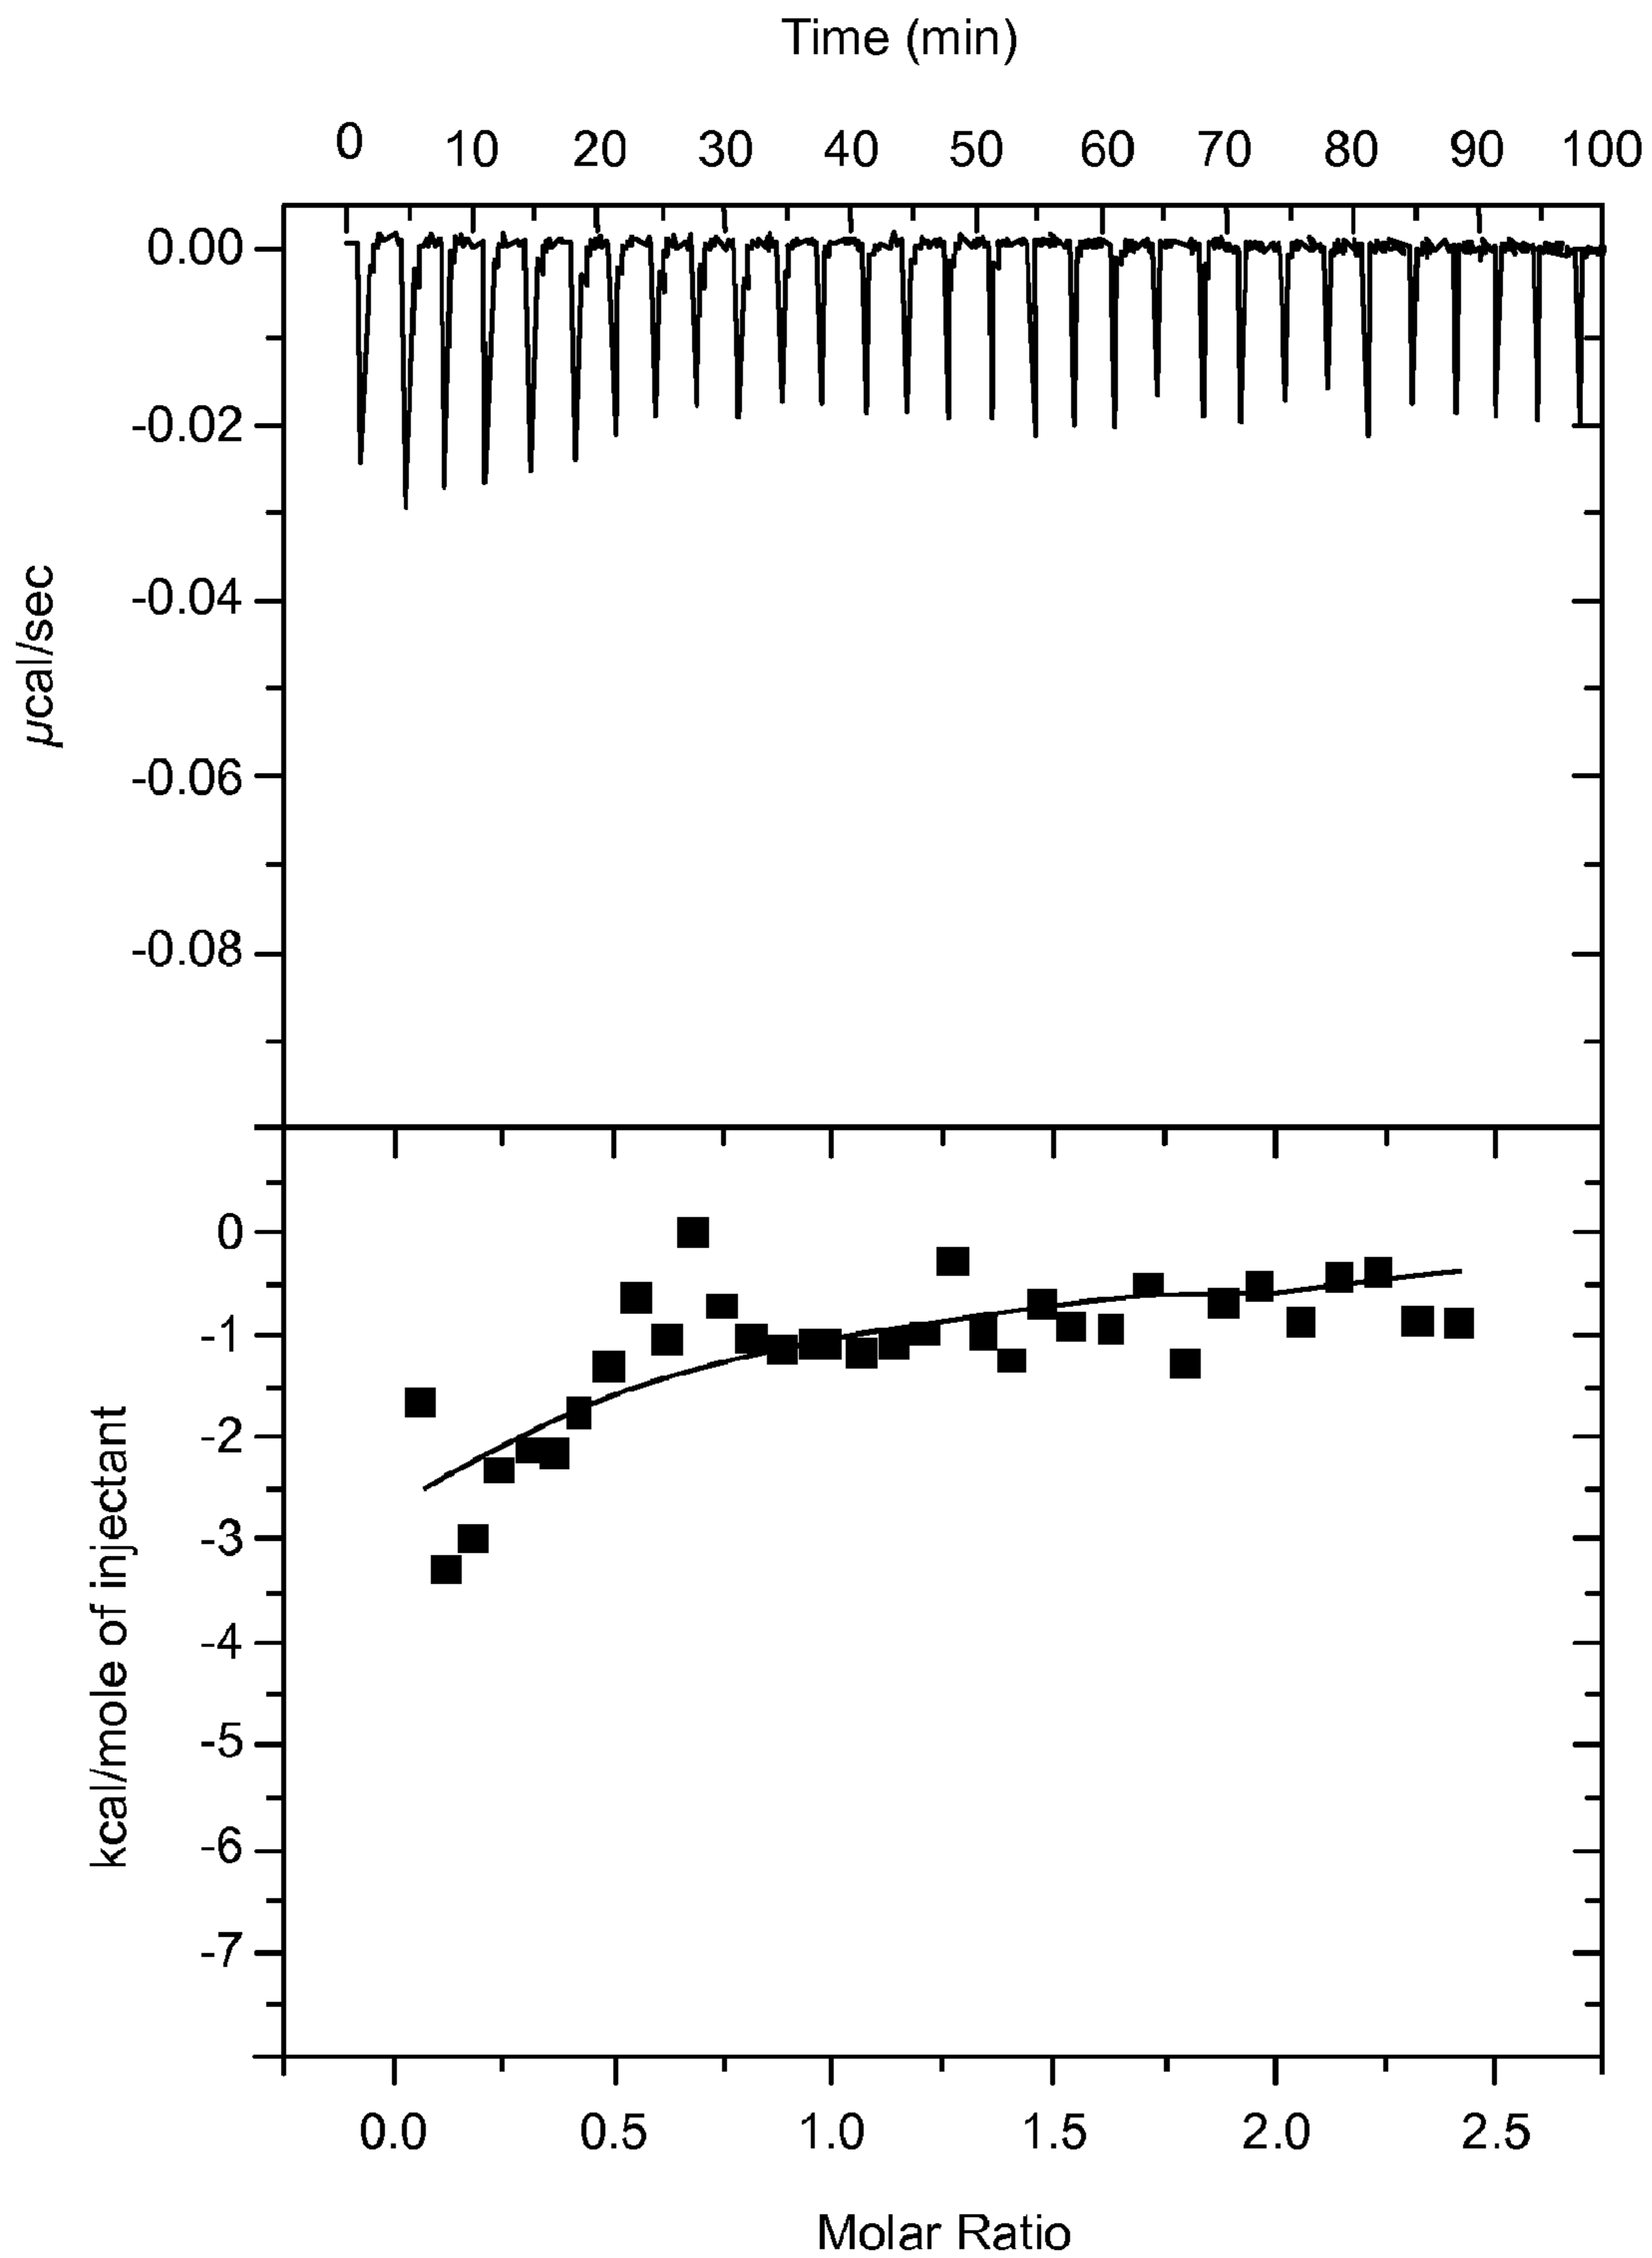 Time (min)
0 10 20 30 40 50 60 70 80 90 100
0.00
-0.02
-0.04
-0.06
-0.08
µcal/sec
0
-1
-2
-3
-4
-5
-6
-7
kcal/mole of injectant
0.0 0.5 1.0 1.5 2.0 2.5
Molar Ratio